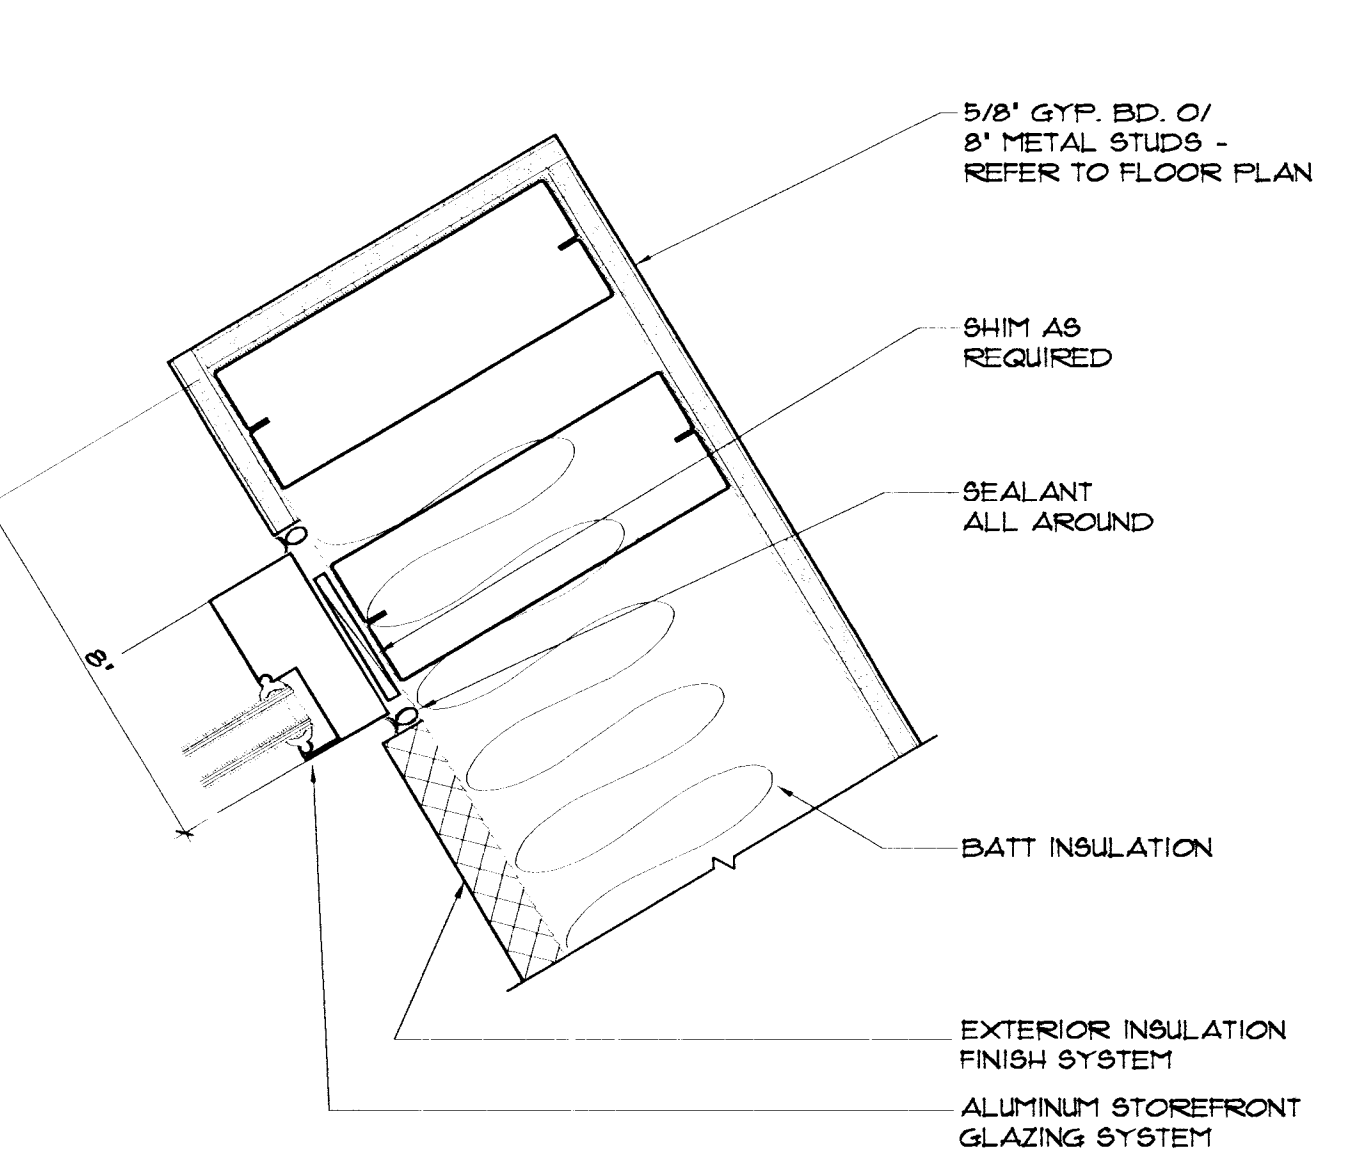 5/8" GYP. BD. O/
8" METAL STUDS -
REFER TO FLOOR PLAN
SHIM AS
REQUIRED
SEALANT
ALL AROUND
8"
BATT INSULATION
EXTERIOR INSULATION
FINISH SYSTEM
ALUMINUM STOREFRONT
GLAZING SYSTEM